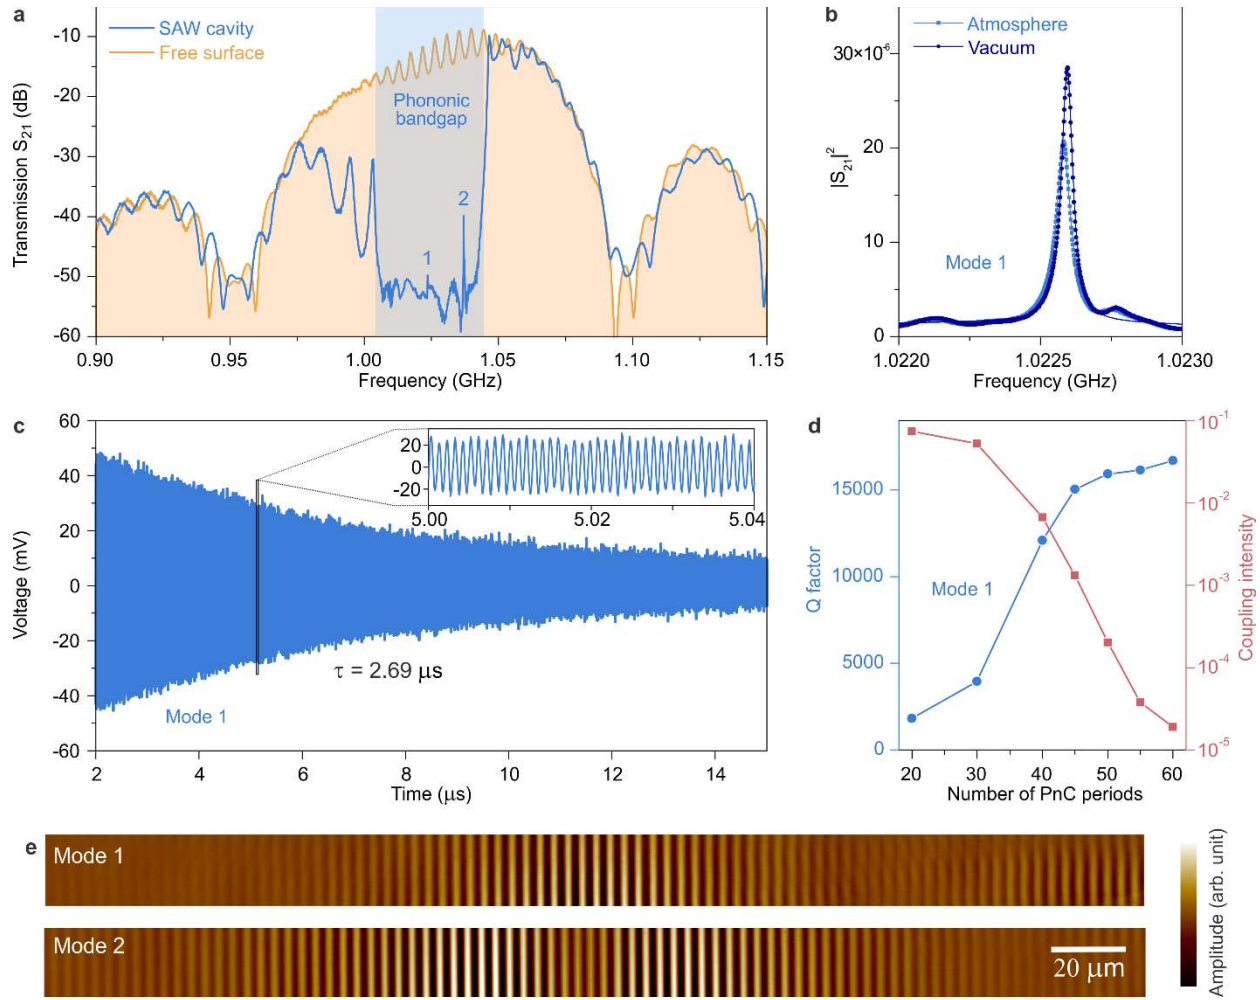 a
SAW cavity
Free surface
Phononic
bandgap
1
2
-10
-20
-30
-40
-50
-60
Transmission S21 (dB)
0.90
0.95
1.00
1.05
1.10
1.15
Frequency (GHz)
b
Atmosphere
Vacuum
30×10-6
20
10
0
|S21|2
Mode 1
1.0220
1.0226
1.0230
Frequency (GHz)
c
60
40
20
0
-20
-40
-60
Voltage (mV)
20
0
-20
5.00
5.02
5.04
τ = 2.69 μs
Mode 1
2
4
6
8
10
12
14
Time (μs)
d
15000
10000
5000
0
Q factor
Mode 1
10-1
10-2
10-3
10-4
10-5
Coupling intensity
20
30
40
50
60
Number of PnC periods
e
Mode 1
Mode 2
20 μm
Amplitude (arb. unit)